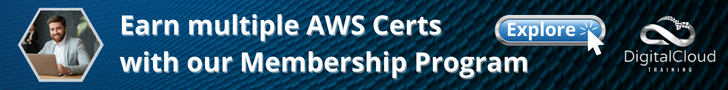 Earn multiple AWS Certs
with our Membership Program
Explore
DigitalCloud
TRAINING